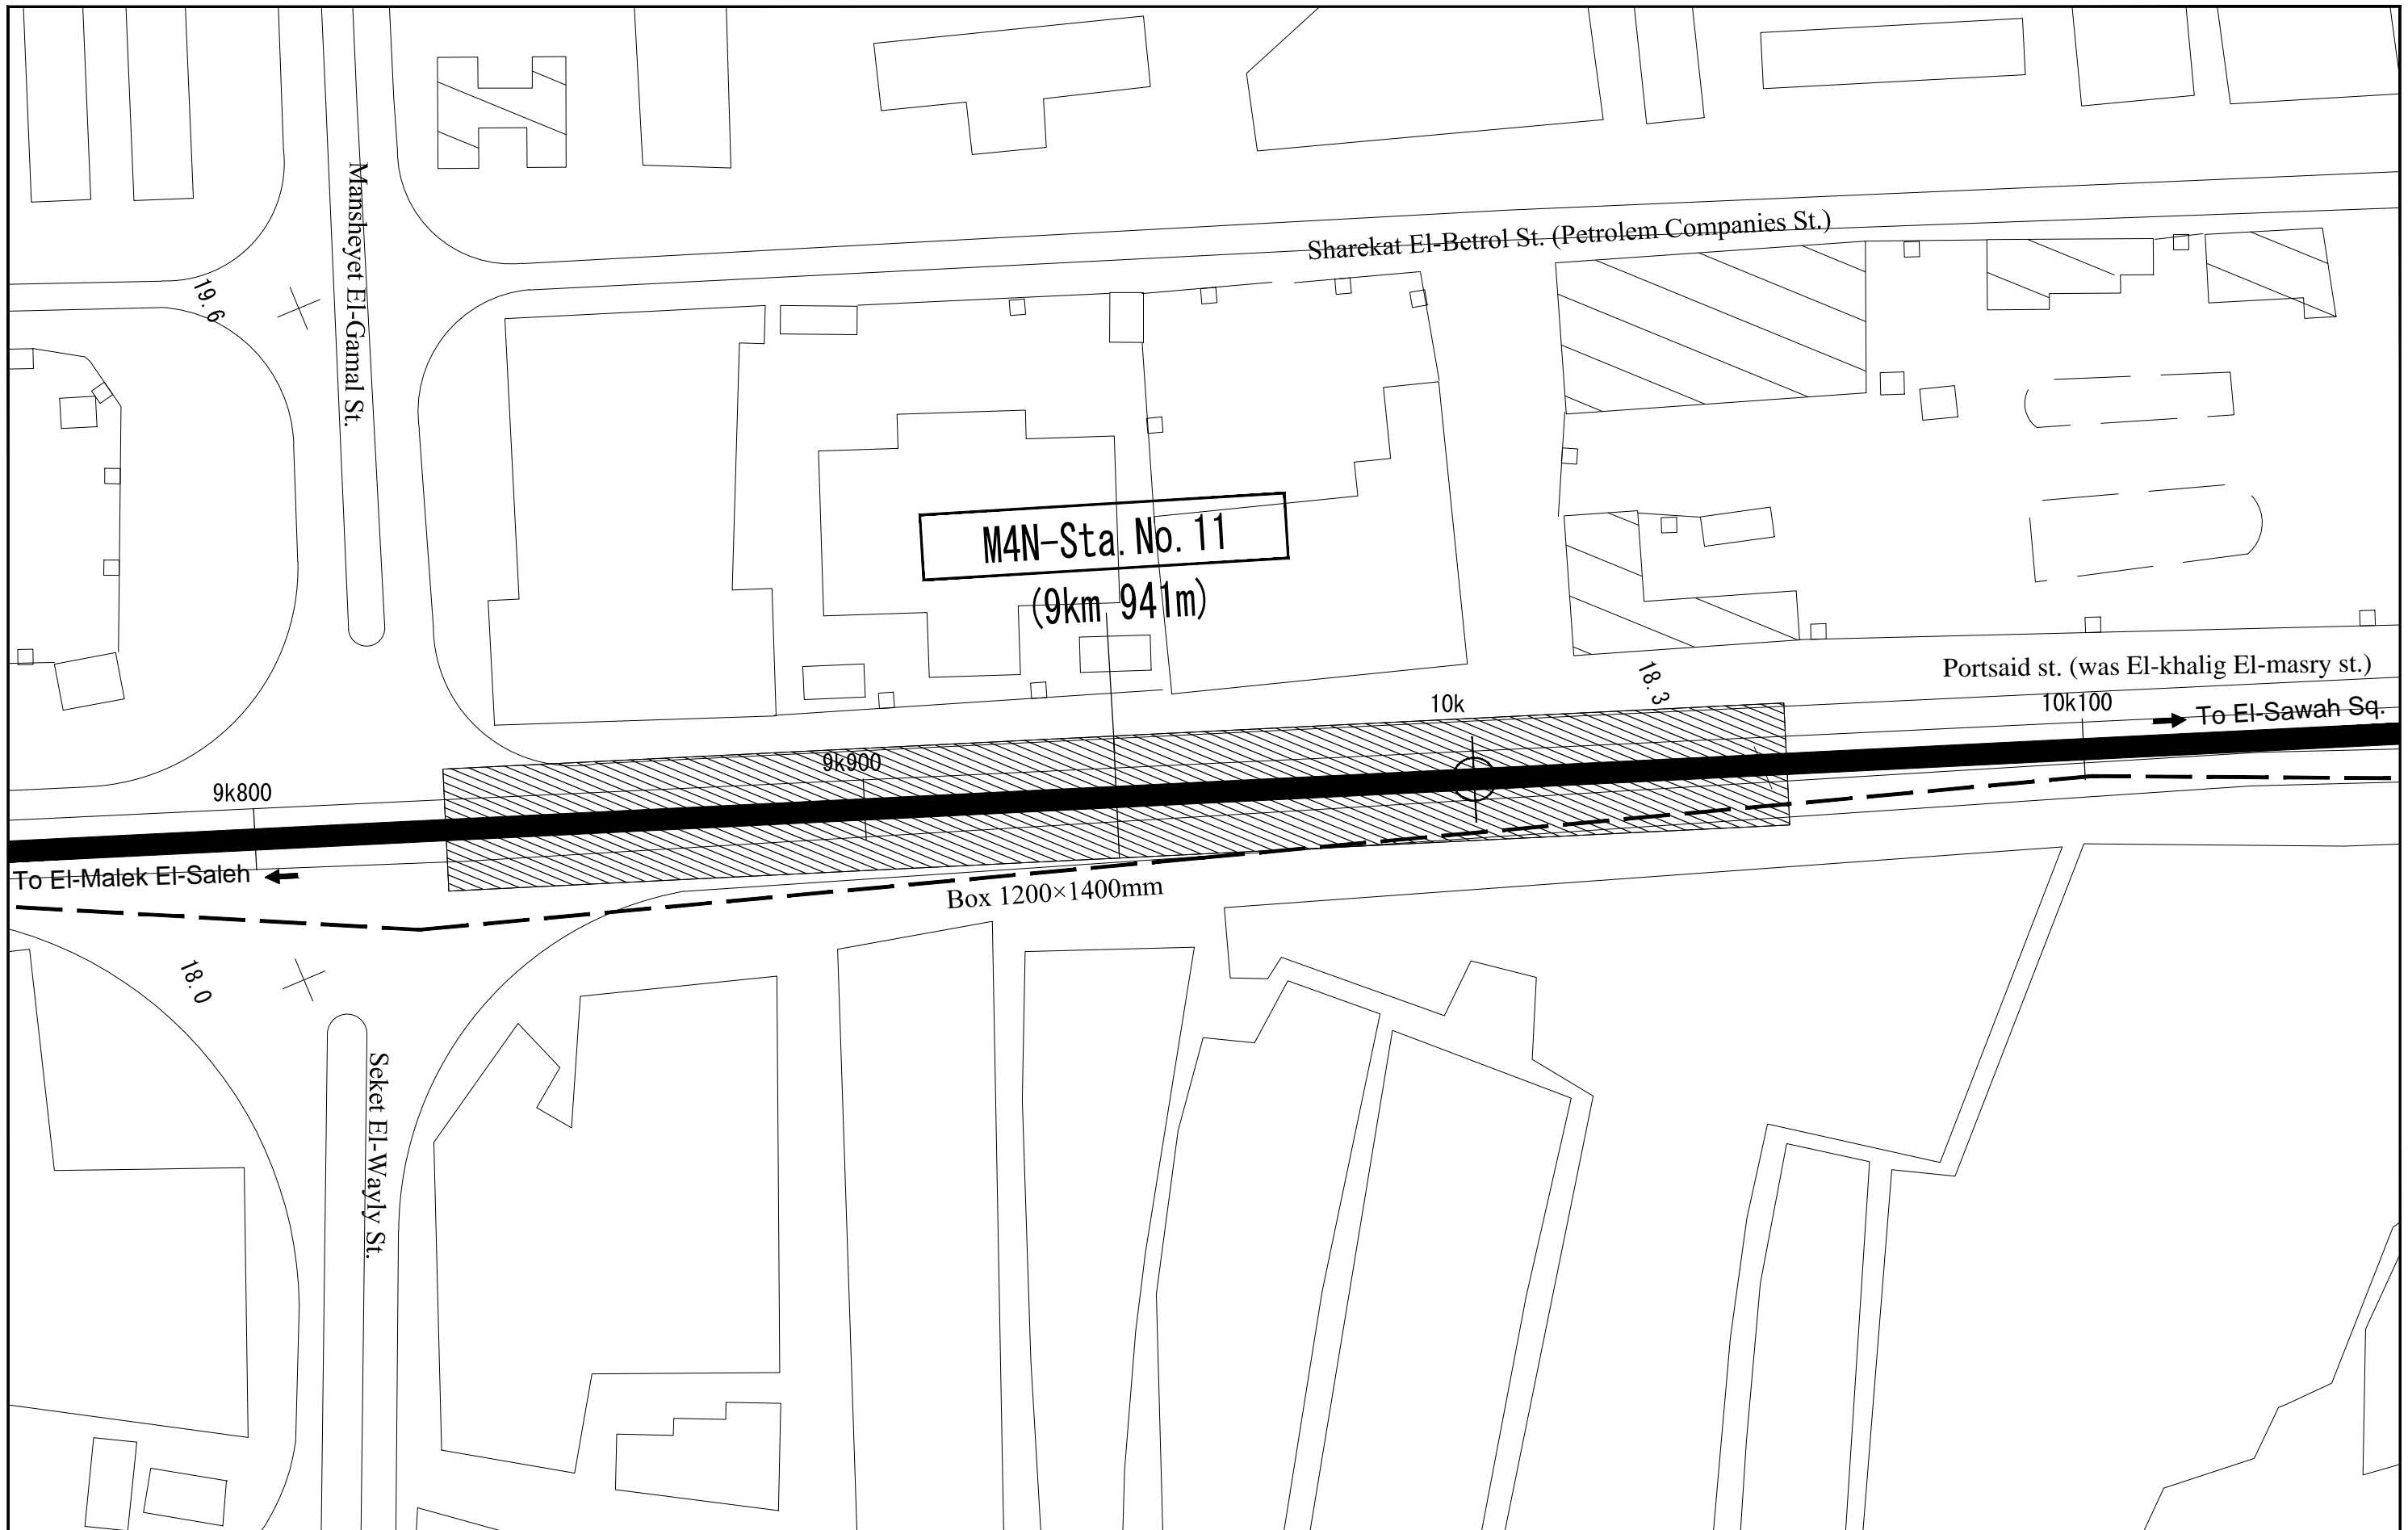 Mansheyet El-Gamal St.
Sharekat El-Betrol St. (Petrolem Companies St.)
19.6
M4N-Sta.No.11
(9km 941m)
18.3
Portsaid st. (was El-khalig El-masry st.)
10k
10k100
To El-Sawah Sq.
9k900
9k800
To El-Malek El-Saleh
Box 1200×1400mm
18.0
Seket El-Wayly St.